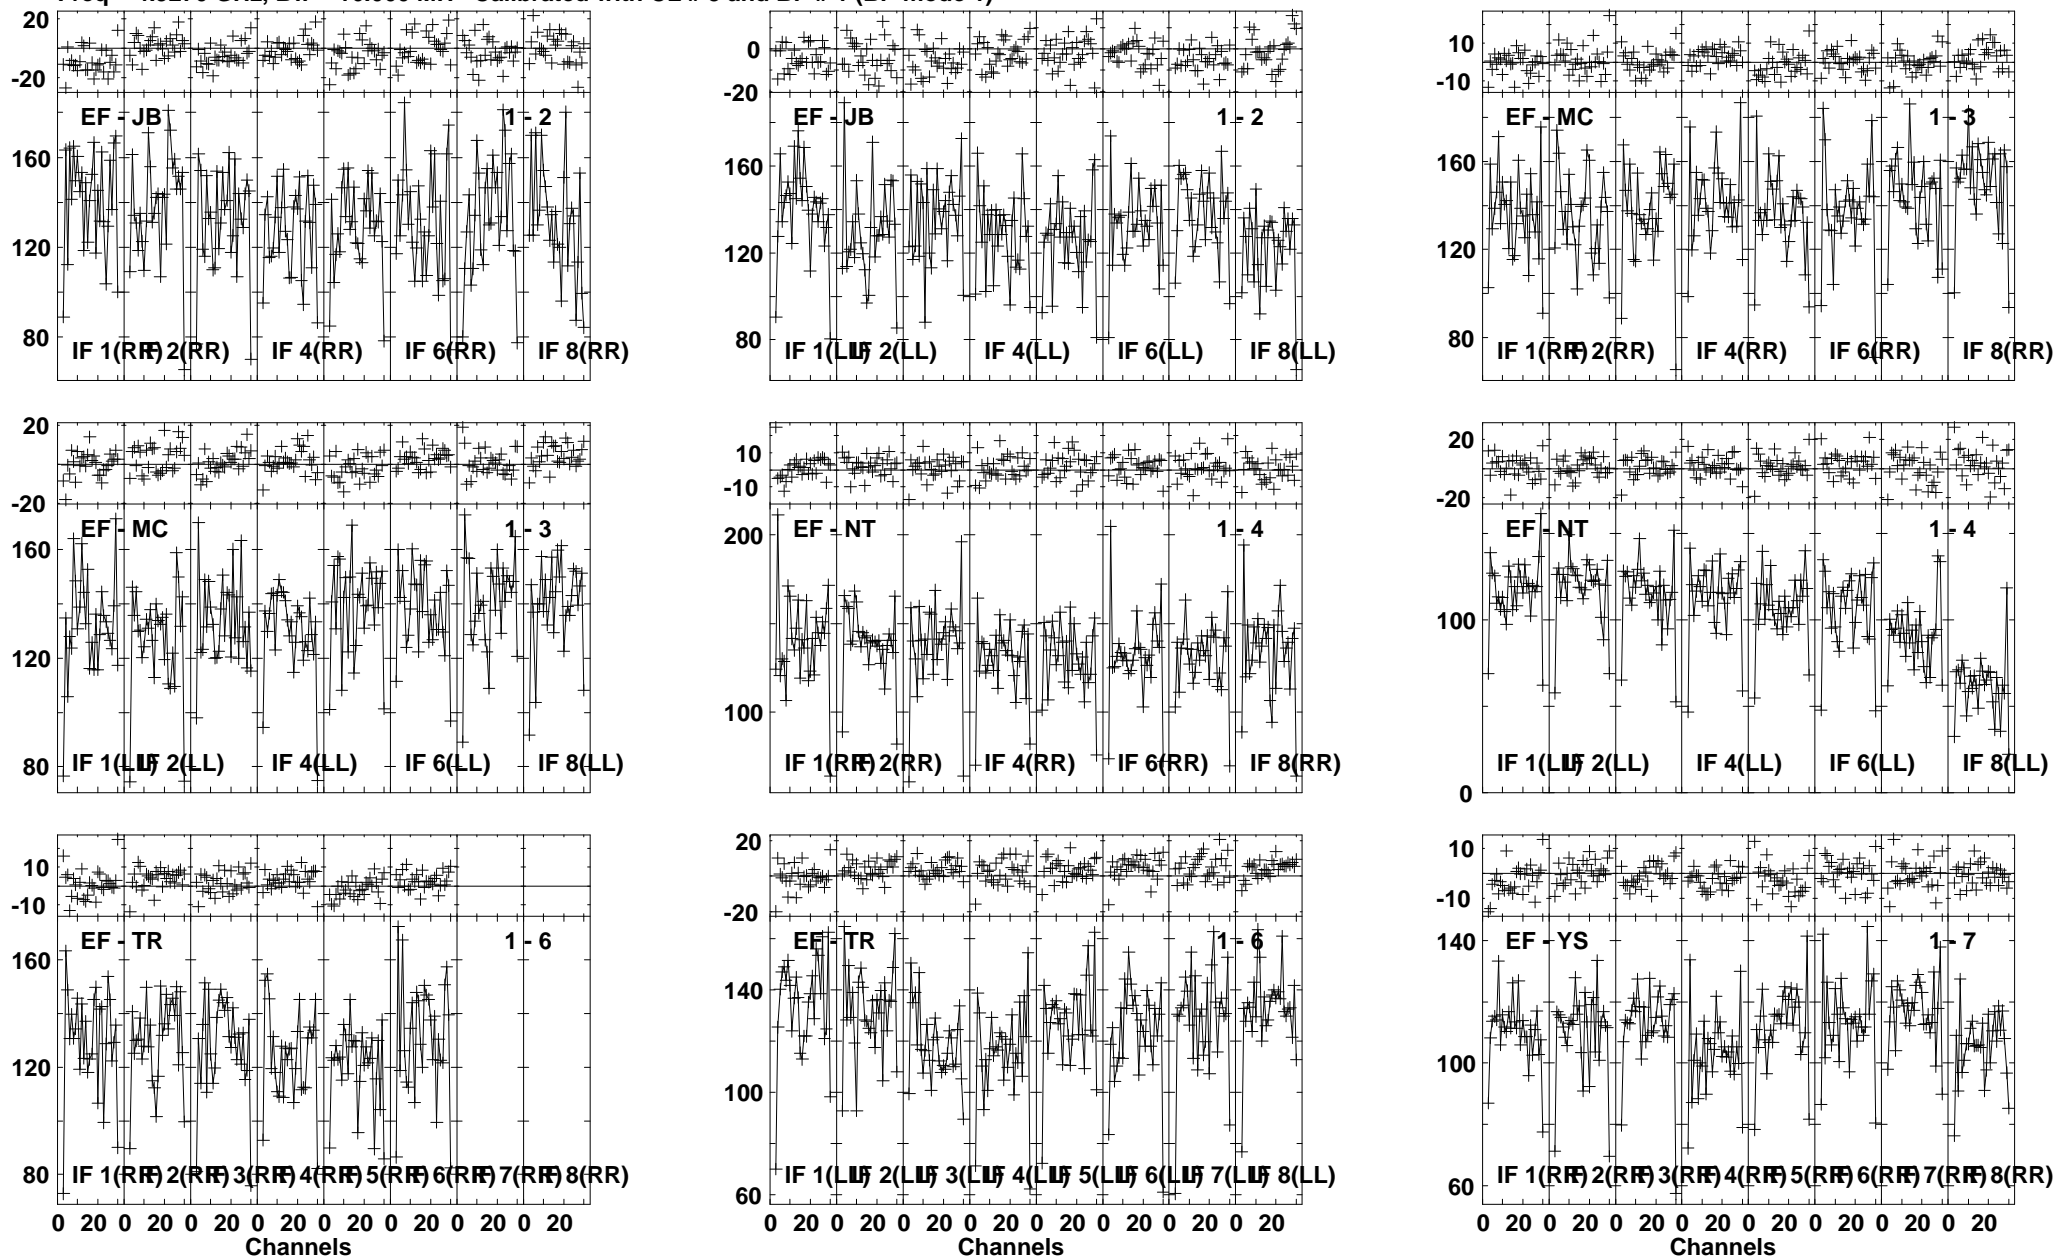 20 0 -20 10 -10
-20
EF - JB 1 - 2 EF - JB 1 - 2 EF - MC 1 - 3
160 160 160
120 120 120
80 80 80
IF 1(RR) IF 2(RR) IF 4(RR) IF 6(RR) IF 8(RR) IF 1(LL) IF 2(LL) IF 4(LL) IF 6(LL) IF 8(LL) IF 1(RR) IF 2(RR) IF 4(RR) IF 6(RR) IF 8(RR)
20 10 20
-20 -10 -20
EF - MC 1 - 3 EF - NT 1 - 4 EF - NT 1 - 4
160 200
120 100 100
80 0
IF 1(LL) IF 2(LL) IF 4(LL) IF 6(LL) IF 8(LL) IF 1(RR) IF 2(RR) IF 4(RR) IF 6(RR) IF 8(RR) IF 1(LL) IF 2(LL) IF 4(LL) IF 6(LL) IF 8(LL)
10 20 10
-10 -20 -10
EF - TR 1 - 6 EF - TR 1 - 6 EF - YS 1 - 7
160 140 140
120 100 100
80 60 60
IF 1(RR) IF 2(RR) IF 3(RR) IF 4(RR) IF 5(RR) IF 6(RR) IF 7(RR) IF 8(RR) IF 1(LL) IF 2(LL) IF 3(LL) IF 4(LL) IF 5(LL) IF 6(LL) IF 7(LL) IF 8(LL) IF 1(RR) IF 2(RR) IF 3(RR) IF 4(RR) IF 5(RR) IF 6(RR) IF 7(RR) IF 8(RR)
0 20 0 20 0 20 0 20 0 20 0 20 0 20 0 20 0 20 0 20 0 20 0 20 0 20 0 20 0 20 0 20 0 20 0 20 0 20 0 20 0 20 0 20 0 20 0 20
Channels Channels Channels